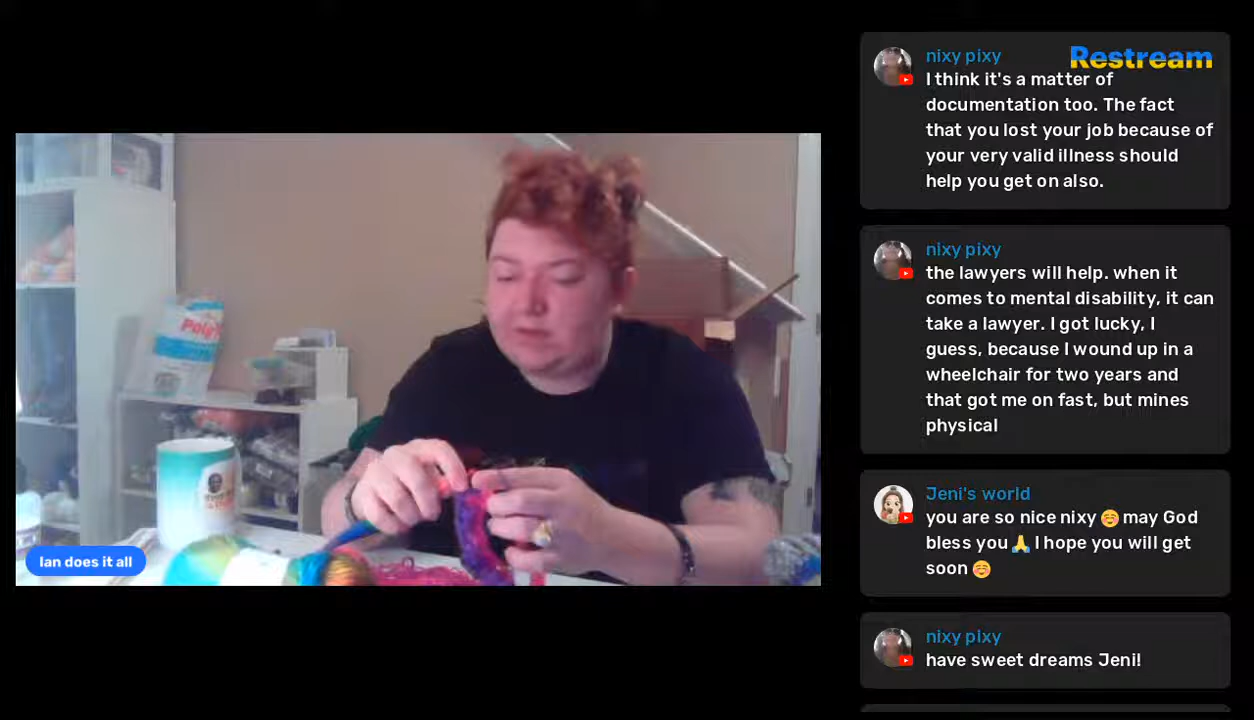 nixy pixy
Restream
I think it's a matter of
documentation too. The fact
that you lost your job because of
your very valid illness should
help you get on also.
nixy pixy
the lawyers will help. when it
comes to mental disability, it can
take a lawyer. I got lucky, I
guess, because I wound up in a
wheelchair for two years and
that got me on fast, but mines
physical
Jeni's world
you are so nice nixy ☺️ may God
bless you 🙏 I hope you will get
soon ☺️
nixy pixy
have sweet dreams Jeni!
Ian does it all